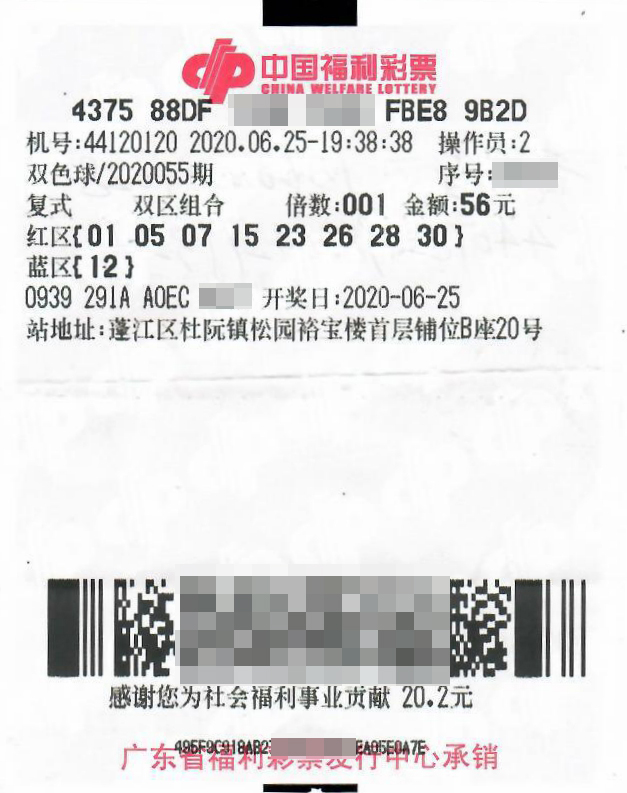 中国福利彩票
CHINA WELFARE LOTTERY
4375 88DF FBE8 9B2D
机号:44120120 2020.06.25-19:38:38 操作员:2
双色球/2020055期 序号:
复式 双区组合 倍数:001 金额:56元
红区{01 05 07 15 23 26 28 30}
蓝区{12}
0939 291A A0EC 开奖日:2020-06-25
站地址:蓬江区杜阮镇松园裕宝楼首层铺位B座20号
感谢您为社会福利事业贡献 20.2元
广东省福利彩票发行中心承销